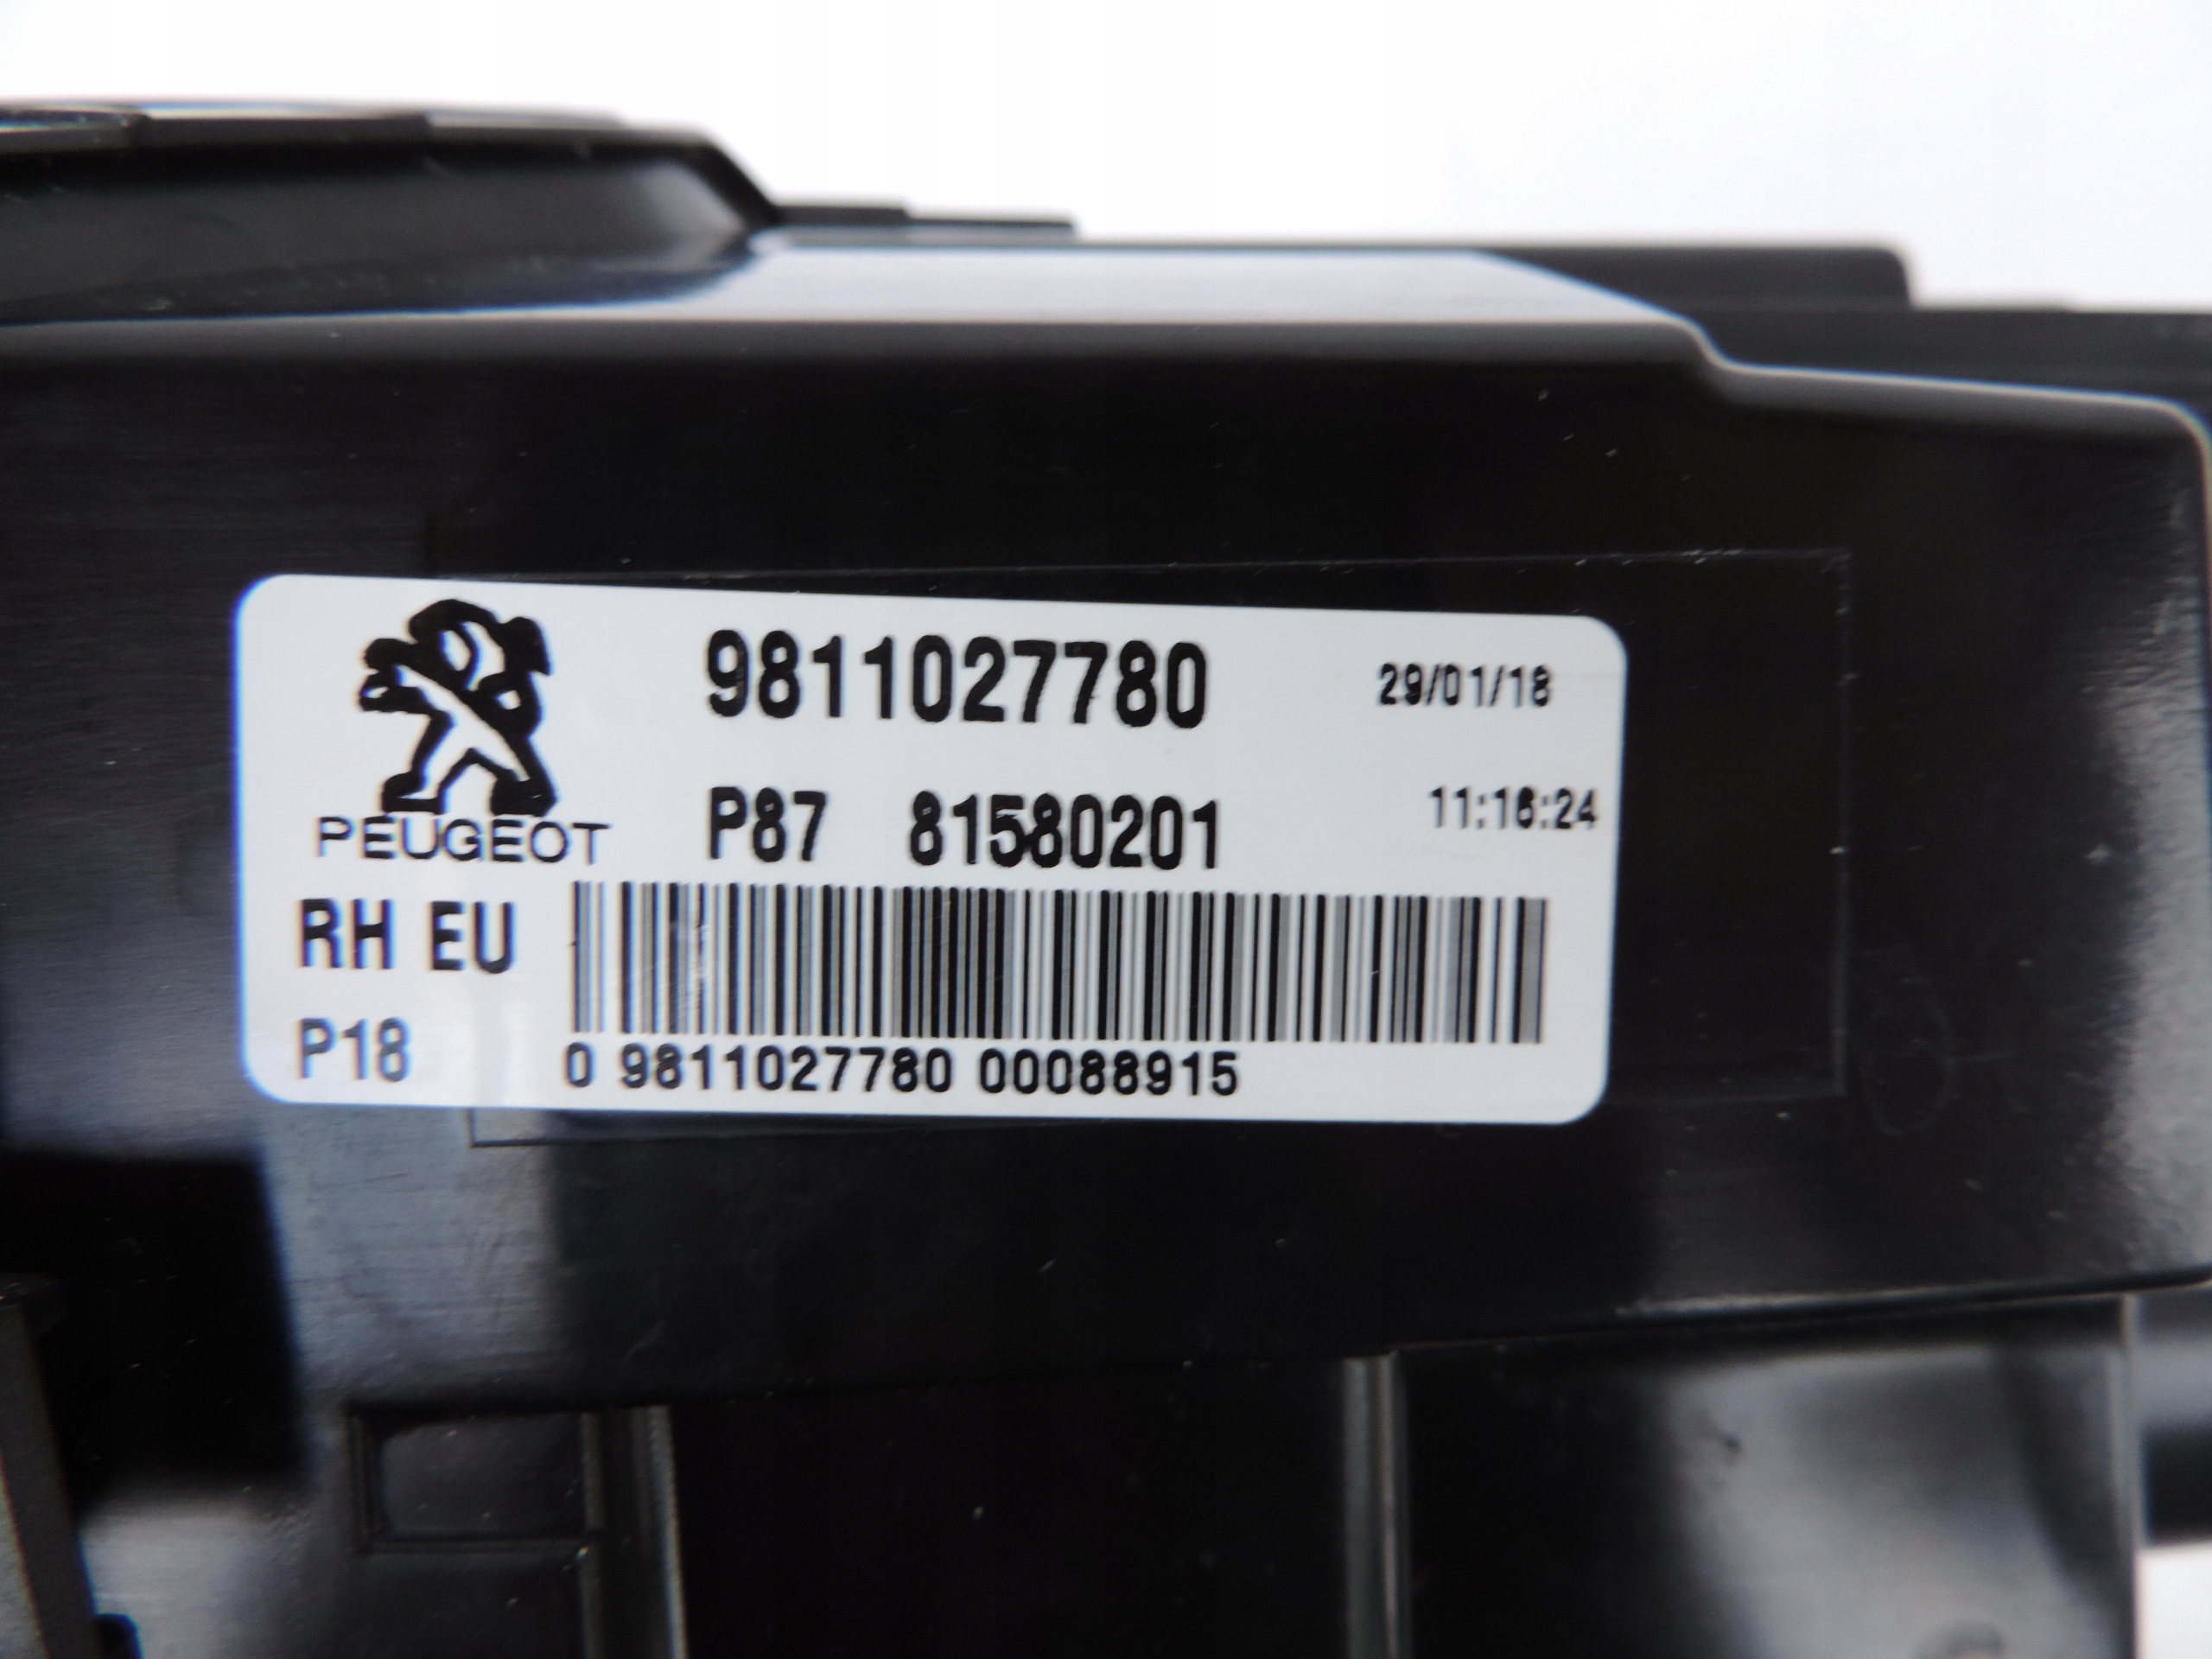 9811027780 29/01/18
PEUGEOT P87 81580201 11:16:24
RH EU
P18 0 9811027780 00088915